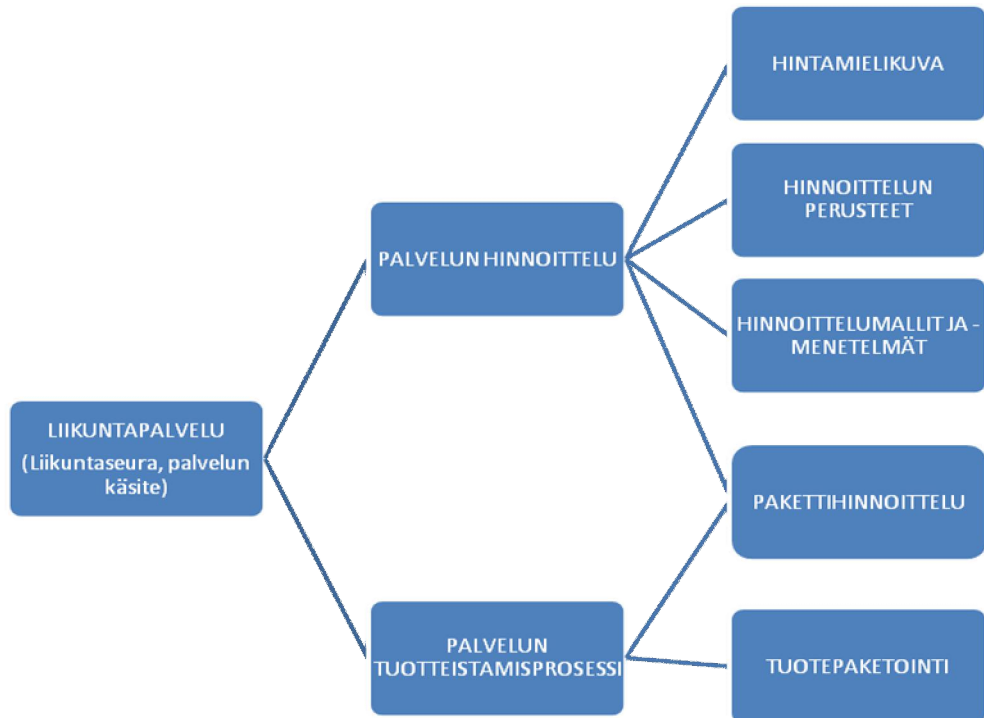 HINTAMIELIKUVA
HINNOITTELUN
PERUSTEET
PALVELUN HINNOITTELU
HINNOITTELUMALLIT JA -
MENETELMÄT
LIIKUNTAPALVELU
(Liikuntaseura, palvelun
käsite)
PAKETTIHINNOITTELU
PALVELUN
TUOTTEISTAMISPROSESSI
TUOTEPAKETOINTI